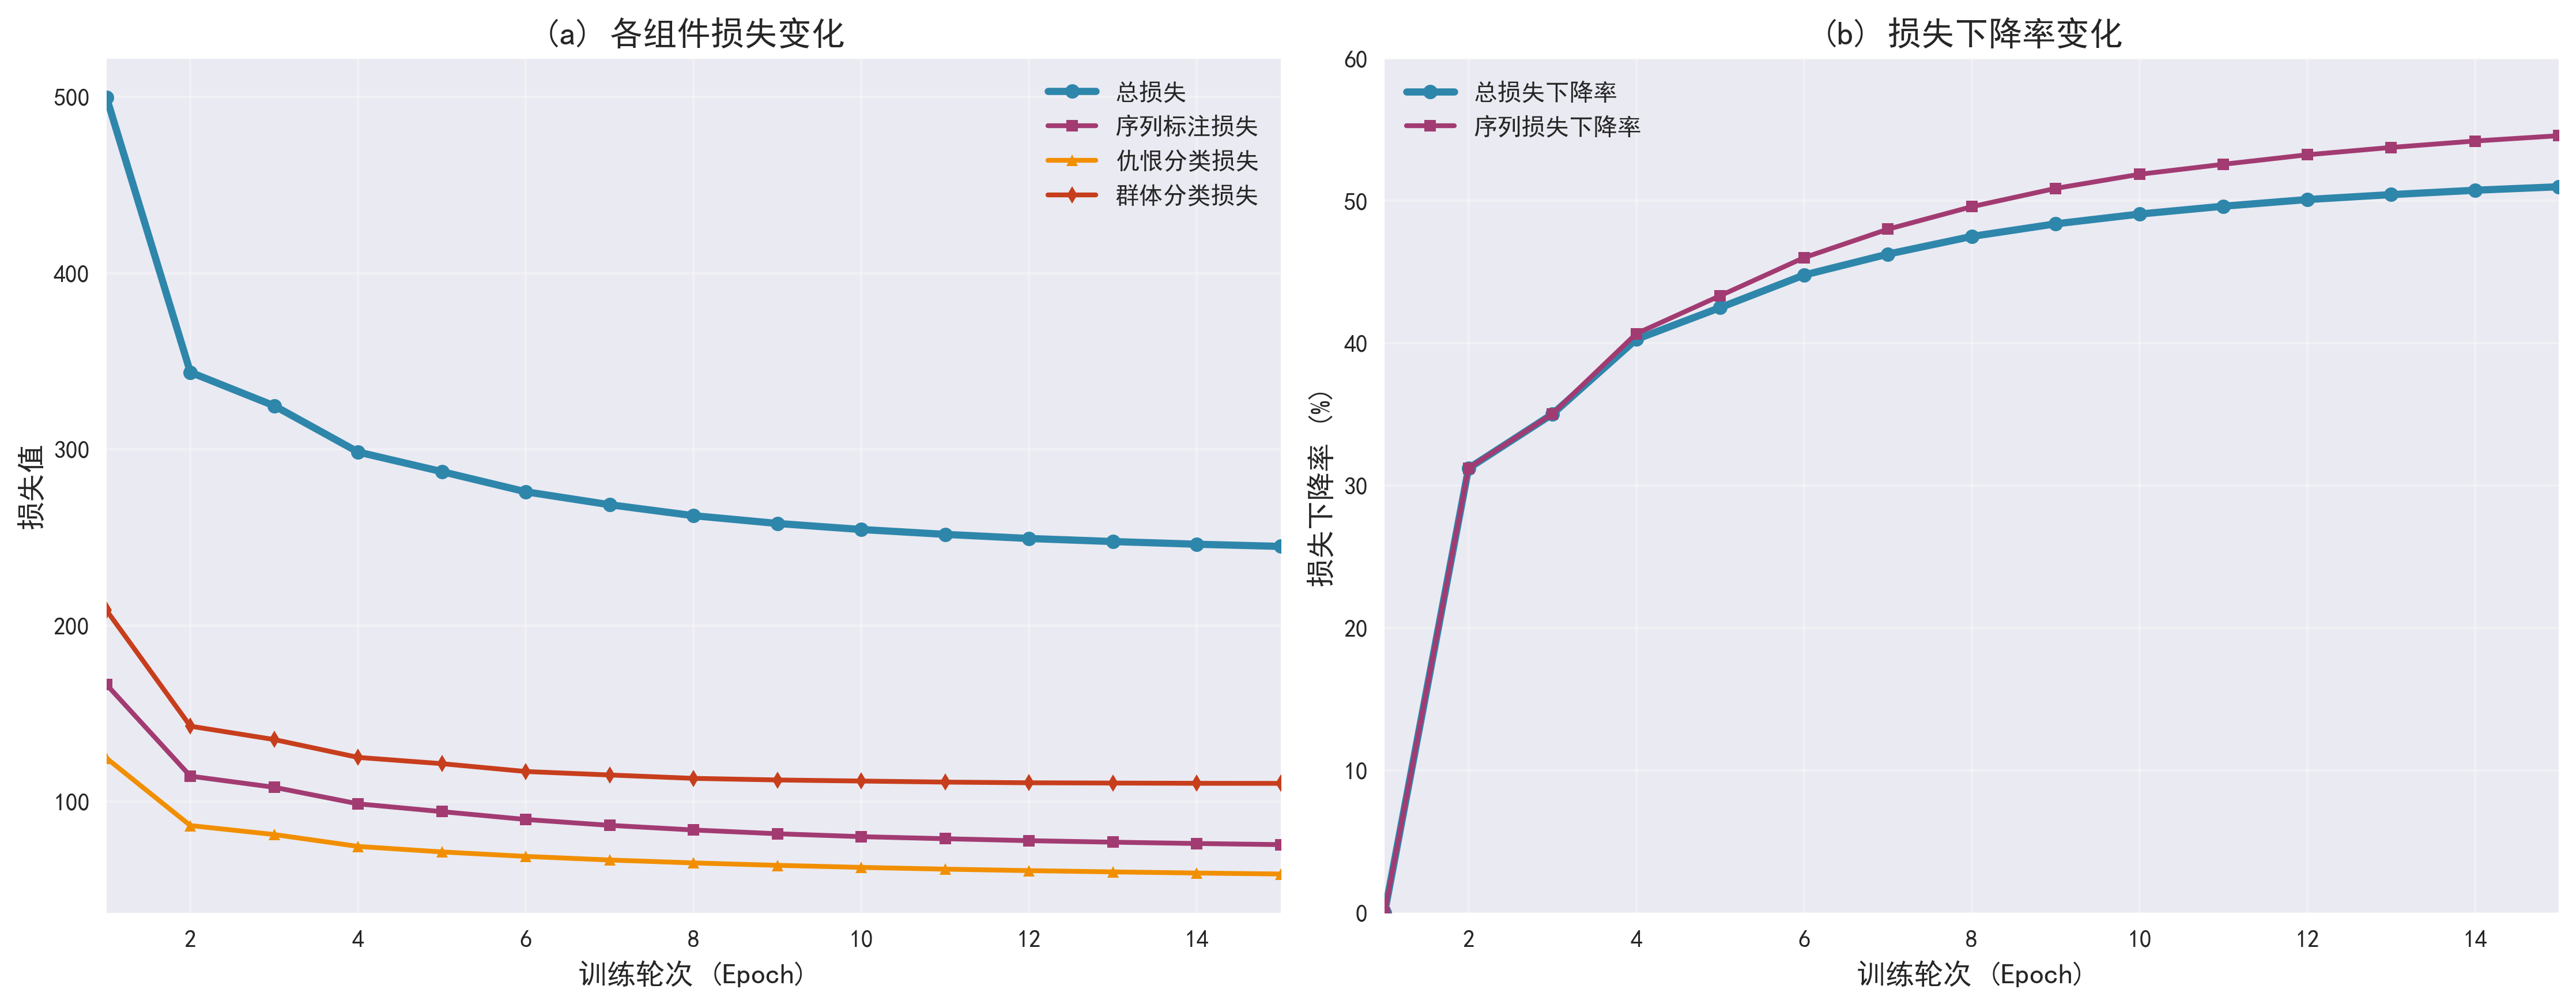 (a) 各组件损失变化
500
400
300
200
100
损失值
总损失
序列标注损失
仇恨分类损失
群体分类损失
2 4 6 8 10 12 14
训练轮次 (Epoch)
(b) 损失下降率变化
60
50
40
30
20
10
0
损失下降率 (%)
总损失下降率
序列损失下降率
2 4 6 8 10 12 14
训练轮次 (Epoch)